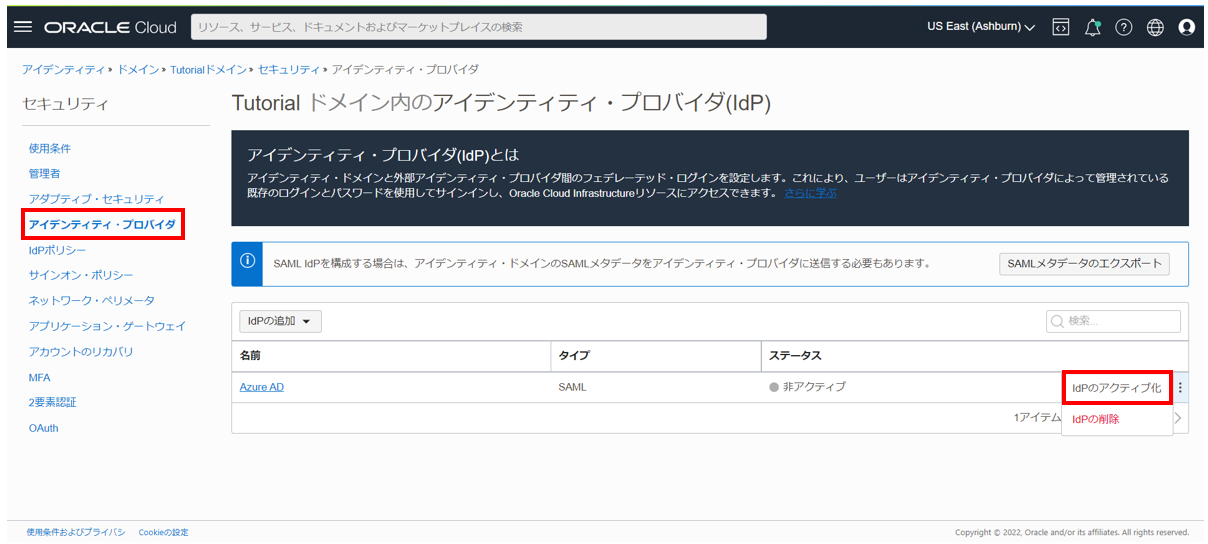 ORACLE Cloud
リソース、サービス、ドキュメントおよびマーケットプレイスの検索
US East (Ashburn)
アイデンティティ » ドメイン » Tutorialドメイン » セキュリティ » アイデンティティ・プロバイダ
セキュリティ
使用条件
管理者
アダプティブ・セキュリティ
アイデンティティ・プロバイダ
IdPポリシー
サインオン・ポリシー
ネットワーク・ペリメータ
アプリケーション・ゲートウェイ
アカウントのリカバリ
MFA
2要素認証
OAuth
Tutorial ドメイン内のアイデンティティ・プロバイダ(IdP)
アイデンティティ・プロバイダ(IdP)とは
アイデンティティ・ドメインと外部アイデンティティ・プロバイダ間のフェデレーテッド・ログインを設定します。これにより、ユーザーはアイデンティティ・プロバイダによって管理されている
既存のログインとパスワードを使用してサインインし、Oracle Cloud Infrastructureリソースにアクセスできます。 さらに学ぶ
SAML IdPを構成する場合は、アイデンティティ・ドメインのSAMLメタデータをアイデンティティ・プロバイダに送信する必要もあります。
SAMLメタデータのエクスポート
IdPの追加
検索...
名前 タイプ ステータス
Azure AD SAML 非アクティブ
IdPのアクティブ化
1アイテム
IdPの削除
使用条件およびプライバシ Cookieの設定
Copyright © 2022, Oracle and/or its affiliates. All rights reserved.